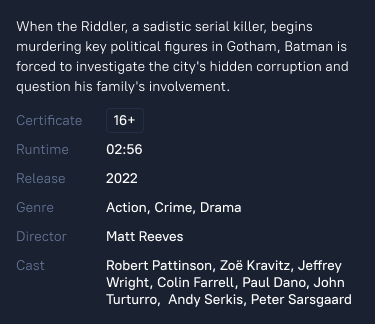 When the Riddler, a sadistic serial killer, begins
murdering key political figures in Gotham, Batman is
forced to investigate the city's hidden corruption and
question his family's involvement.
Certificate 16+
Runtime 02:56
Release 2022
Genre Action, Crime, Drama
Director Matt Reeves
Cast Robert Pattinson, Zoë Kravitz, Jeffrey
Wright, Colin Farrell, Paul Dano, John
Turturro, Andy Serkis, Peter Sarsgaard